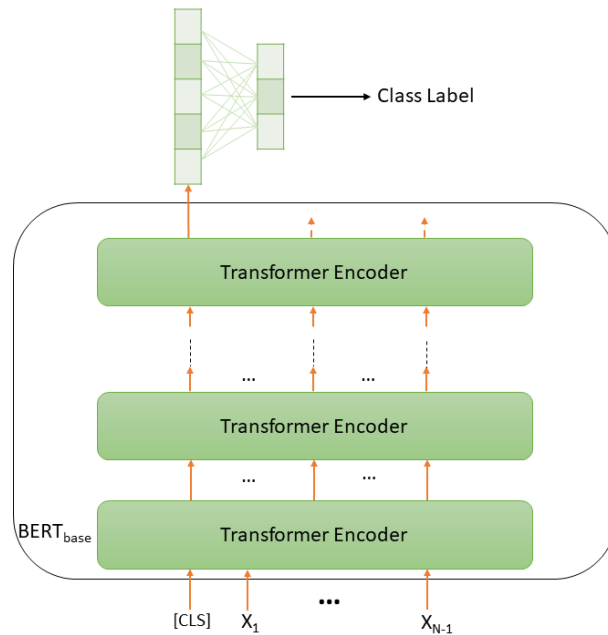 Class Label
Transformer Encoder
...
...
Transformer Encoder
...
...
Transformer Encoder
BERTbase
[CLS]
X1
...
XN-1